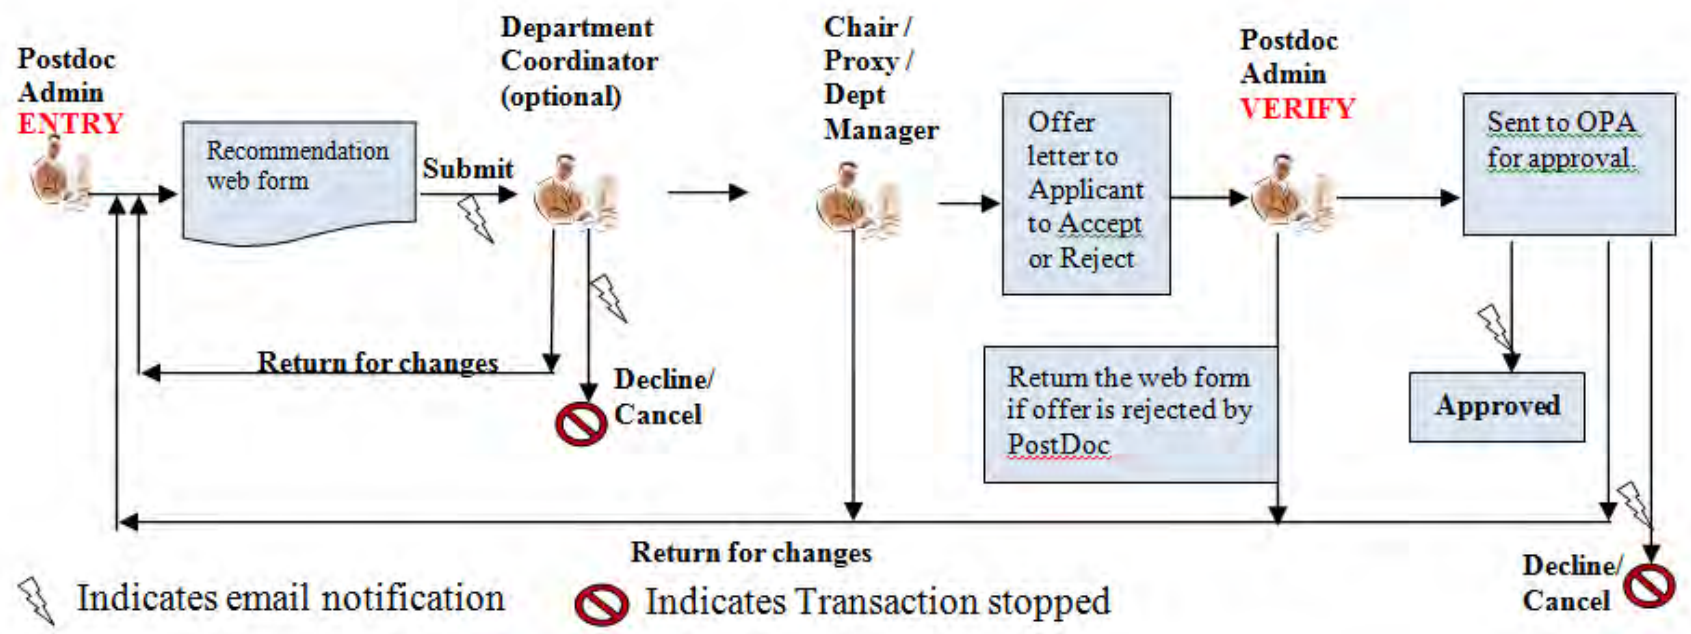 Postdoc
Admin
ENTRY
Recommendation
web form
Submit
Department
Coordinator
(optional)
Chair /
Proxy /
Dept
Manager
Offer
letter to
Applicant
to Accept
or Reject
Postdoc
Admin
VERIFY
Sent to OPA
for approval.
Return for changes
Decline/
Cancel
Return the web form
if offer is rejected by
PostDoc
Approved
Return for changes
Decline/
Cancel
Indicates email notification
Indicates Transaction stopped